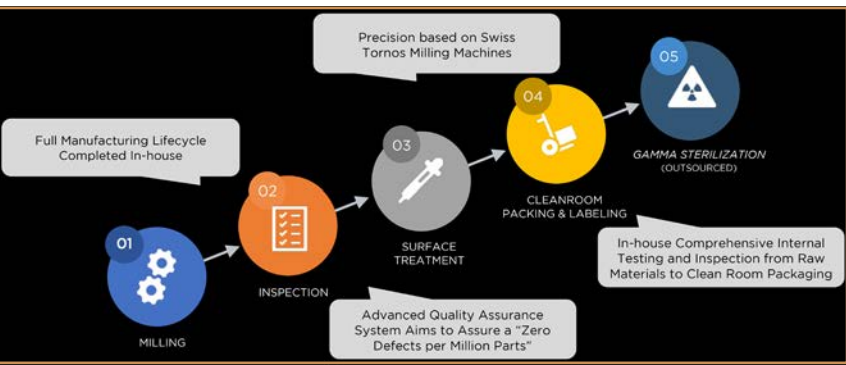 Precision based on Swiss
Tornos Milling Machines
Full Manufacturing Lifecycle
Completed In-house
01
MILLING
02
INSPECTION
03
SURFACE
TREATMENT
04
CLEANROOM
PACKING & LABELING
05
GAMMA STERILIZATION
(OUTSOURCED)
Advanced Quality Assurance
System Aims to Assure a “Zero
Defects per Million Parts”
In-house Comprehensive Internal
Testing and Inspection from Raw
Materials to Clean Room Packaging